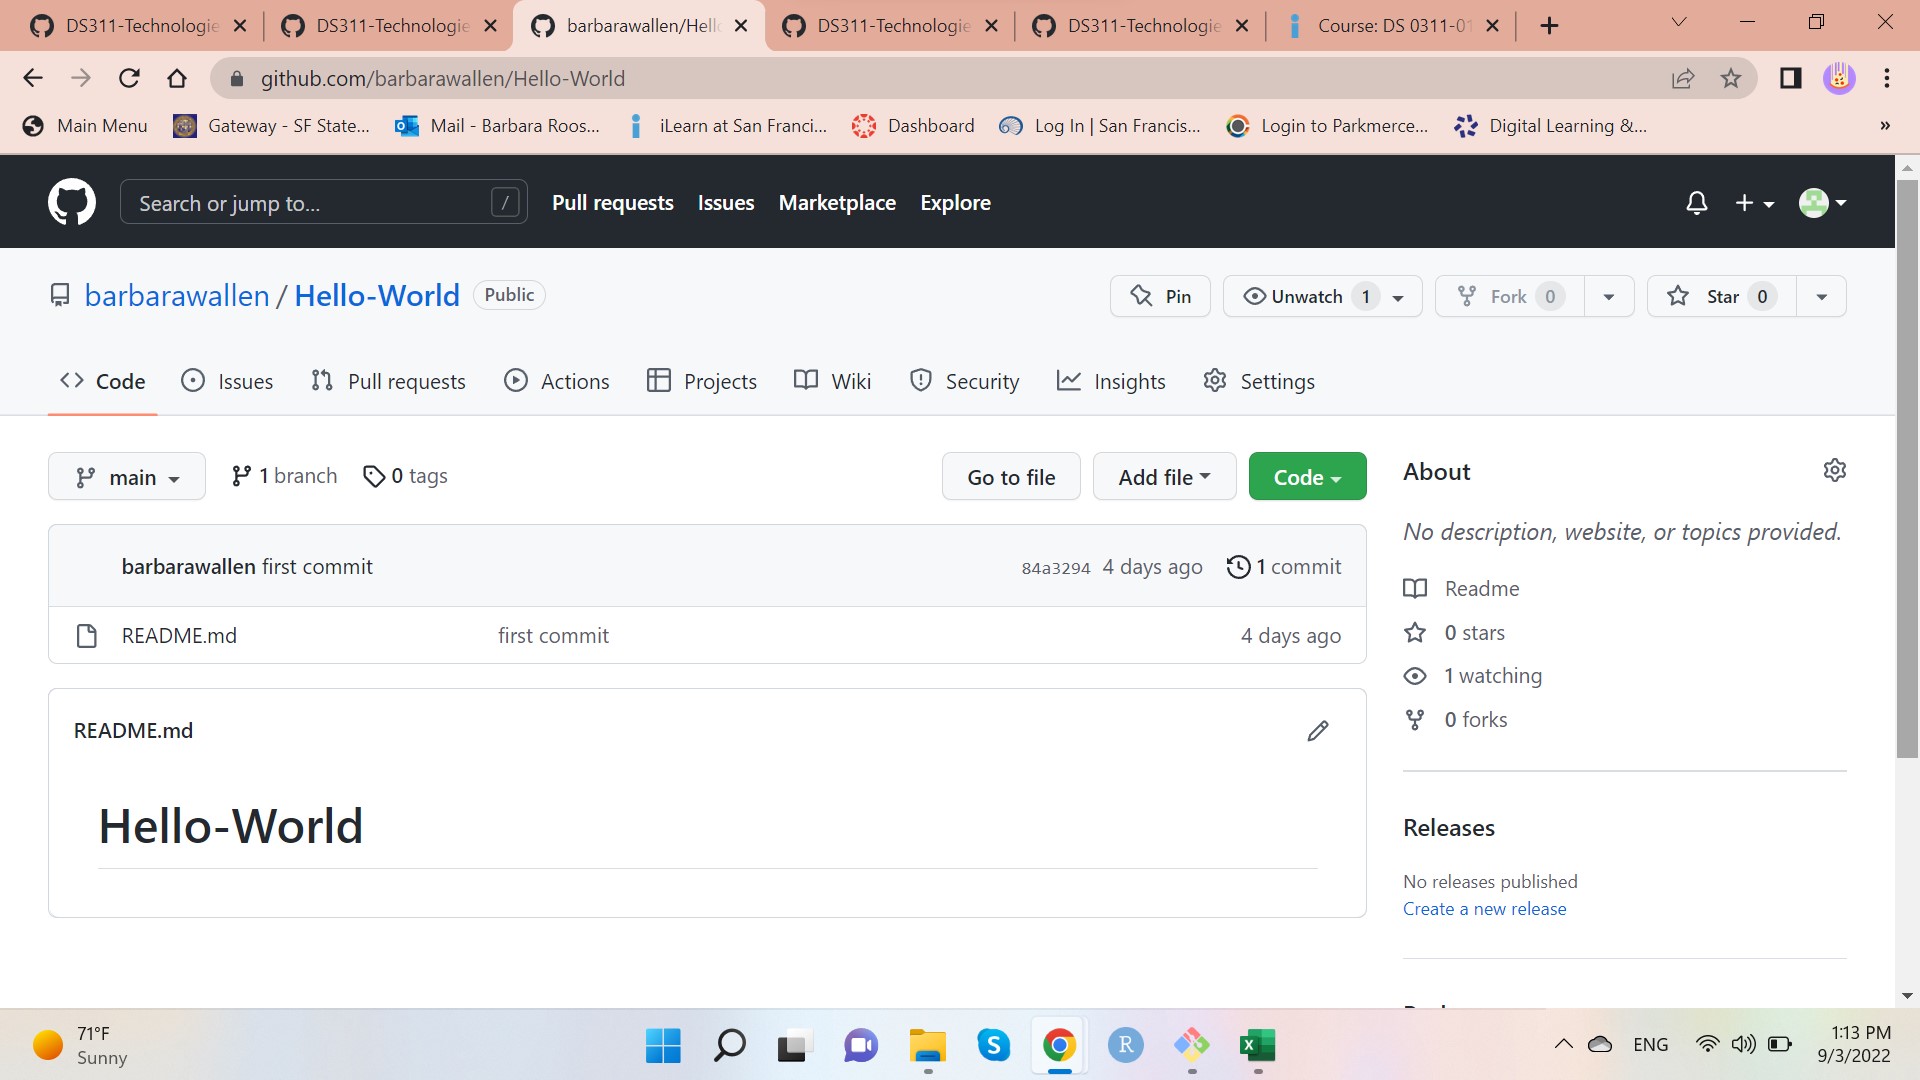 DS311-Technologie
DS311-Technologie
barbarawallen/Hell
DS311-Technologie
DS311-Technologie
Course: DS 0311-01
github.com/barbarawallen/Hello-World
Main Menu
Gateway - SF State...
Mail - Barbara Roos...
iLearn at San Franci...
Dashboard
Log In | San Francis...
Login to Parkmerce...
Digital Learning &...
»
Search or jump to...
/
Pull requests
Issues
Marketplace
Explore
barbarawallen / Hello-World
Public
Pin
Unwatch 1
Fork 0
Star 0
Code
Issues
Pull requests
Actions
Projects
Wiki
Security
Insights
Settings
main
1 branch
0 tags
Go to file
Add file
Code
About
No description, website, or topics provided.
barbarawallen first commit
84a3294 4 days ago
1 commit
README.md
first commit
4 days ago
Readme
0 stars
1 watching
0 forks
README.md
Hello-World
Releases
No releases published
Create a new release
71°F
Sunny
S
R
X
ENG
1:13 PM
9/3/2022